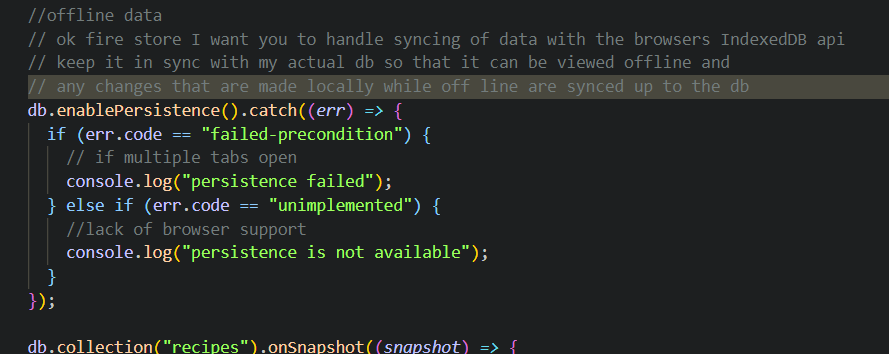 //offline data
// ok fire store I want you to handle syncing of data with the browsers IndexedDB api
// keep it in sync with my actual db so that it can be viewed offline and
// any changes that are made locally while off line are synced up to the db
db.enablePersistence().catch((err) => {
if (err.code == "failed-precondition") {
// if multiple tabs open
console.log("persistence failed");
} else if (err.code == "unimplemented") {
//lack of browser support
console.log("persistence is not available");
}
});
db.collection("recipes").onSnapshot((snapshot) => {